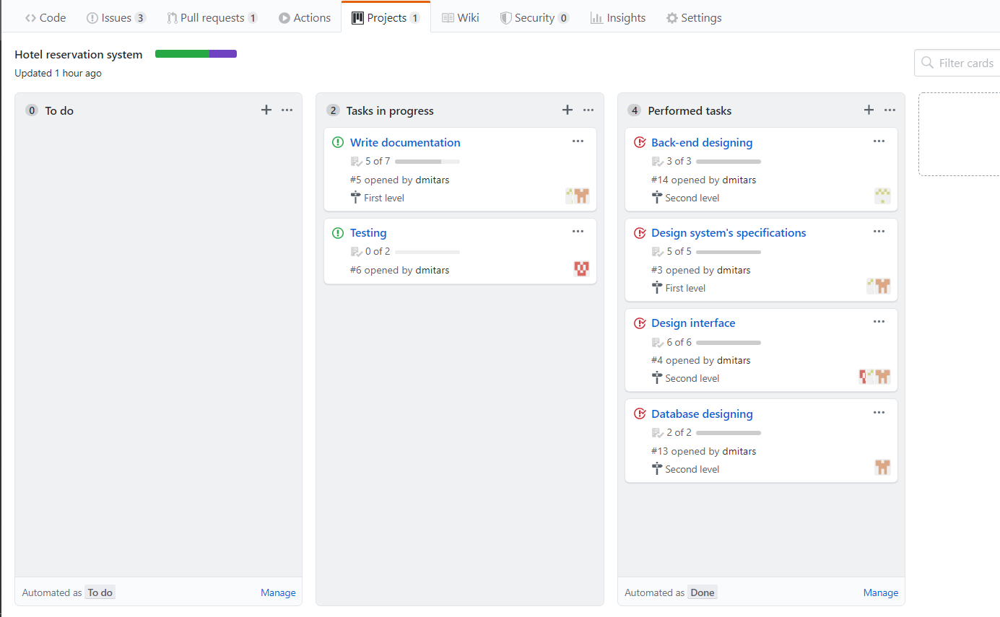 Code Issues 3 Pull requests 1 Actions Projects 1 Wiki Security 0 Insights Settings
Hotel reservation system
Updated 1 hour ago
Filter cards
0 To do
2 Tasks in progress
Write documentation
5 of 7
#5 opened by dmitars
First level
Testing
0 of 2
#6 opened by dmitars
4 Performed tasks
Back-end designing
3 of 3
#14 opened by dmitars
Second level
Design system's specifications
5 of 5
#3 opened by dmitars
First level
Design interface
6 of 6
#4 opened by dmitars
Second level
Database designing
2 of 2
#13 opened by dmitars
Second level
Automated as To do Manage
Automated as Done Manage